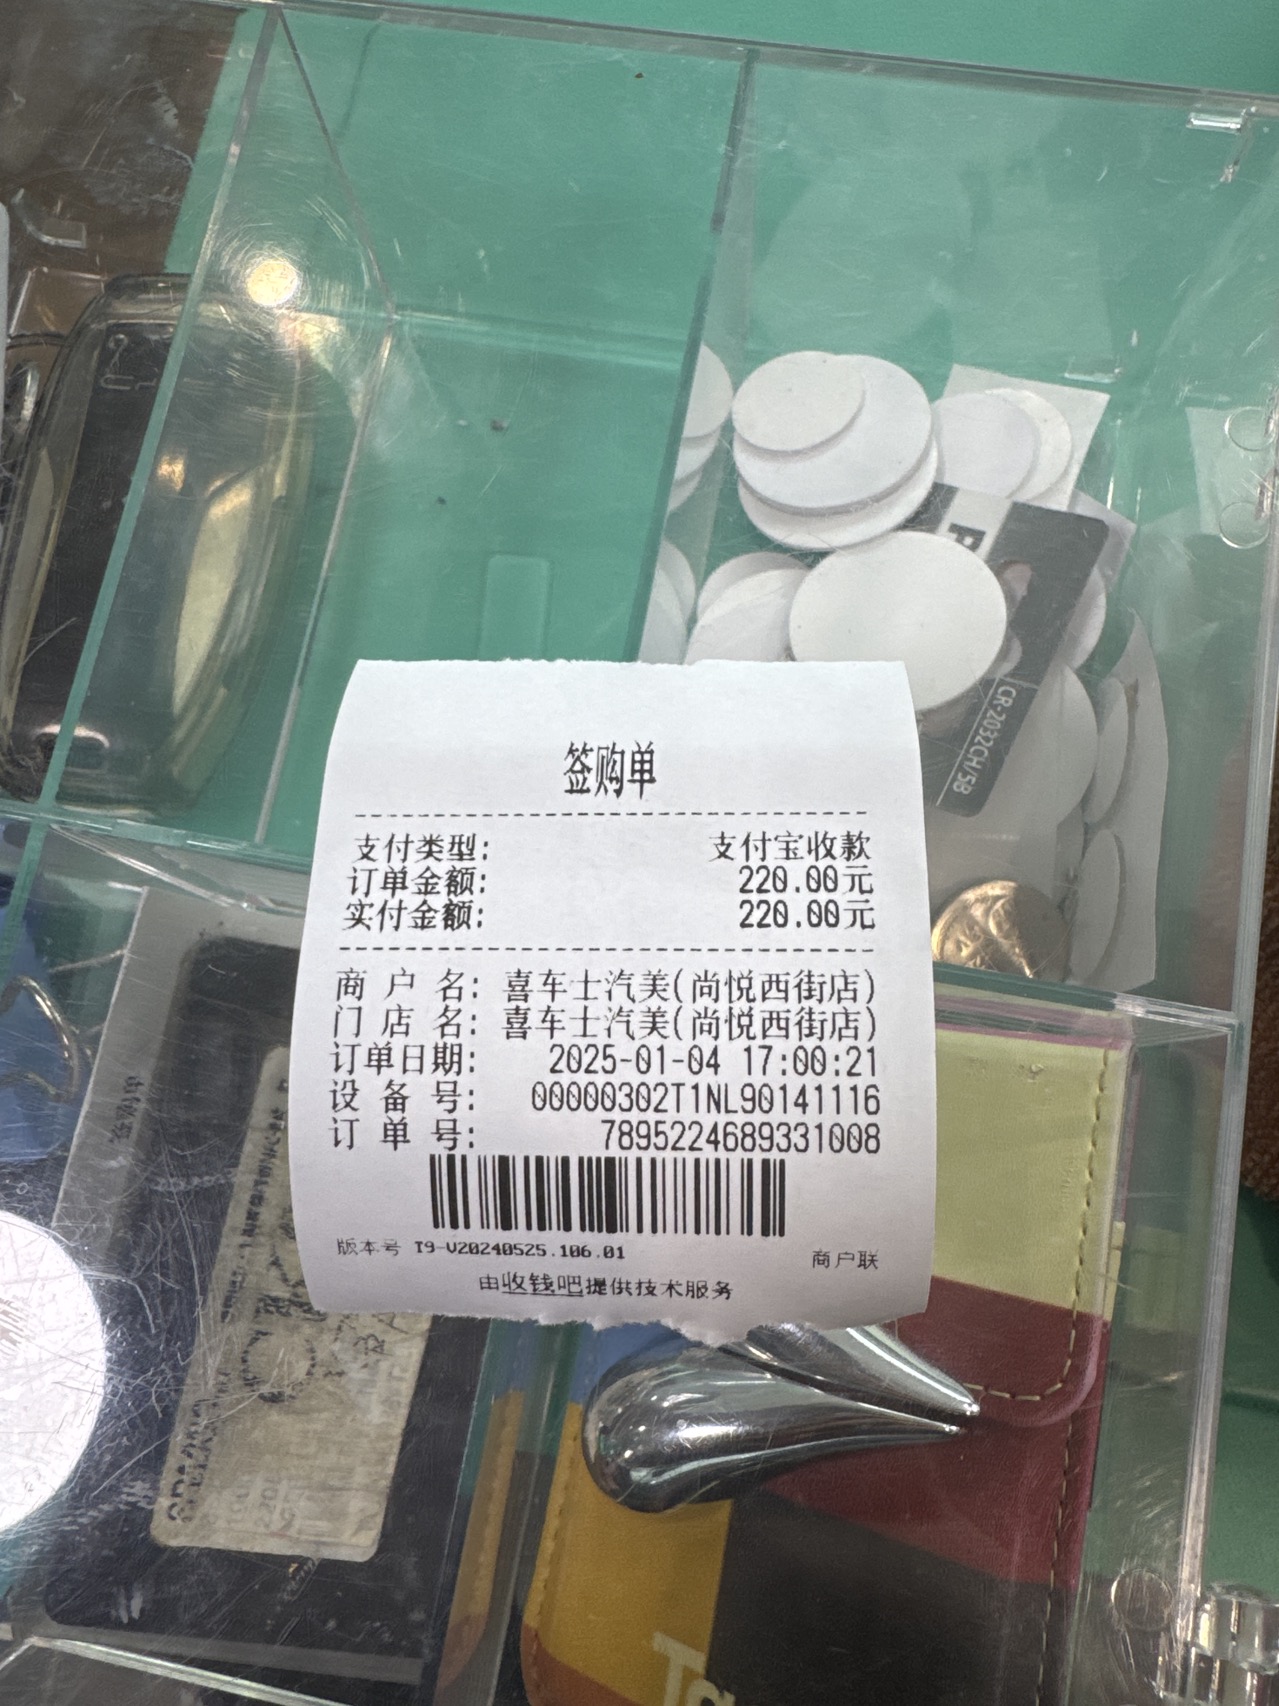 签购单
支付类型: 支付宝收款
订单金额: 220.00元
实付金额: 220.00元
商户名: 喜车士汽美(尚悦西街店)
门店名: 喜车士汽美(尚悦西街店)
订单日期: 2025-01-04 17:00:21
设备号: 00000302T1NL90141116
订单号: 7895224689331008
版本号 T9-V20240525.106.01
商户联
由收钱吧提供技术服务
CR-2032CH/5B